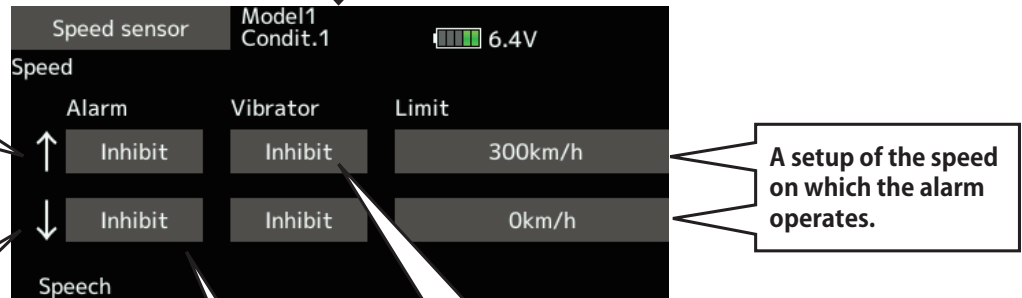 Speed sensor
Model1
Condit.1
6.4V
Speed
Alarm Vibrator Limit
↑ Inhibit Inhibit 300km/h
↓ Inhibit Inhibit 0km/h
Speech
A setup of the speed
on which the alarm
operates.